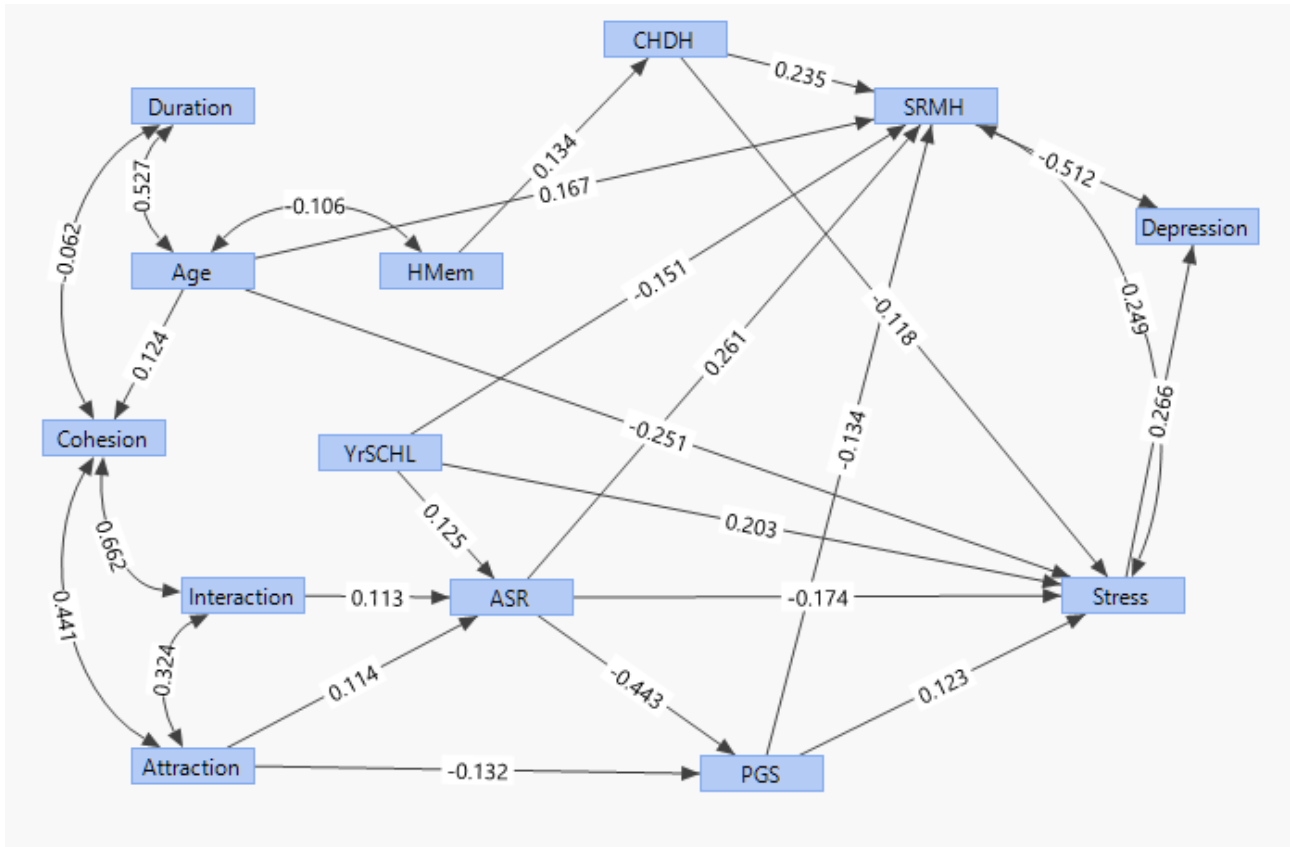 CHDH
0.235
Duration
SRMH
0.134
-0.512
0.527
0.167
-0.106
Depression
-0.062
Age
HMem
-0.151
-0.249
-0.118
0.124
0.261
0.266
Cohesion
-0.134
-0.251
YrSCHL
0.125
0.203
0.662
Interaction
0.113
ASR
-0.174
Stress
0.441
0.324
0.114
-0.443
0.123
Attraction
-0.132
PGS